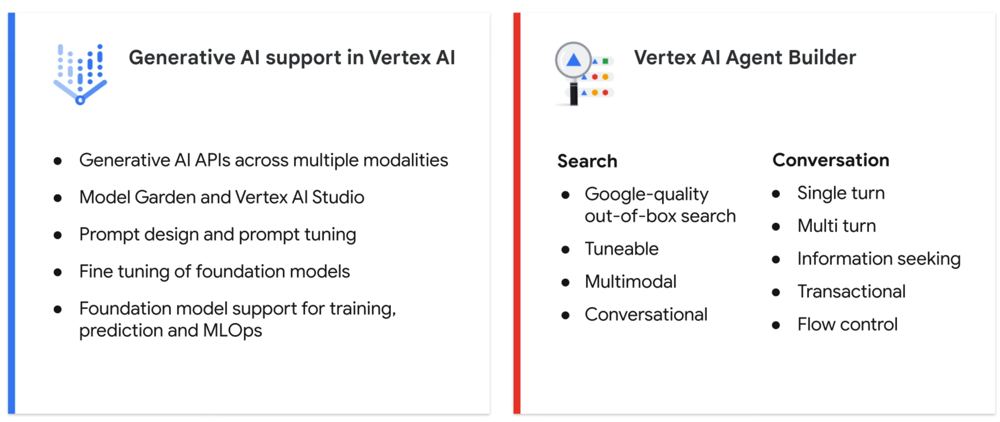 Generative AI support in Vertex AI
● Generative AI APIs across multiple modalities
● Model Garden and Vertex AI Studio
● Prompt design and prompt tuning
● Fine tuning of foundation models
● Foundation model support for training,
prediction and MLOps
Vertex AI Agent Builder
Search
● Google-quality
out-of-box search
● Tuneable
● Multimodal
● Conversational
Conversation
● Single turn
● Multi turn
● Information seeking
● Transactional
● Flow control